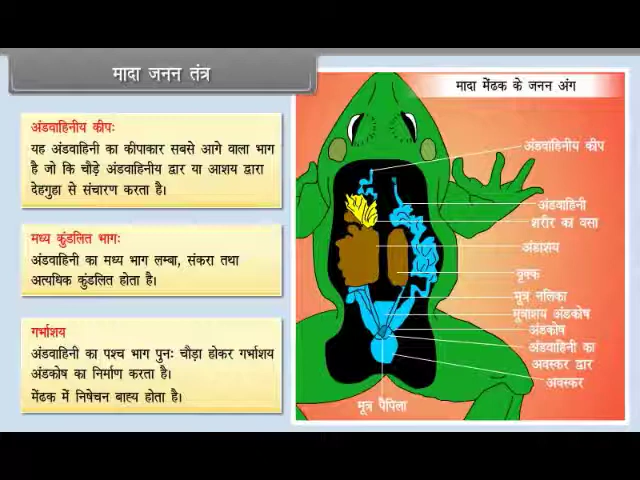 मादा जनन तंत्र
मादा मेंढक के जनन अंग
अंडवाहिनीय कीपः
यह अंडवाहिनी का कीपाकार सबसे आगे वाला भाग
है जो कि चौड़े अंडवाहिनीय द्वार या आशय द्वारा
देहगुहा से संचारण करता है।
मध्य कुंडलित भागः
अंडवाहिनी का मध्य भाग लम्बा, संकरा तथा
अत्यधिक कुंडलित होता है।
गर्भाशय
अंडवाहिनी का पश्च भाग पुनः चौड़ा होकर गर्भाशय
अंडकोष का निर्माण करता है।
मेंढक में निषेचन बाह्य होता है।
अंडवाहिनीय कीप
अंडवाहिनी
शरीर का वसा
अंडाशय
वृक्क
मूत्र नलिका
मूत्राशय अंडकोष
अंडकोष
अंडवाहिनी का
अवस्कर द्वार
अवस्कर
मूत्र पैपिला